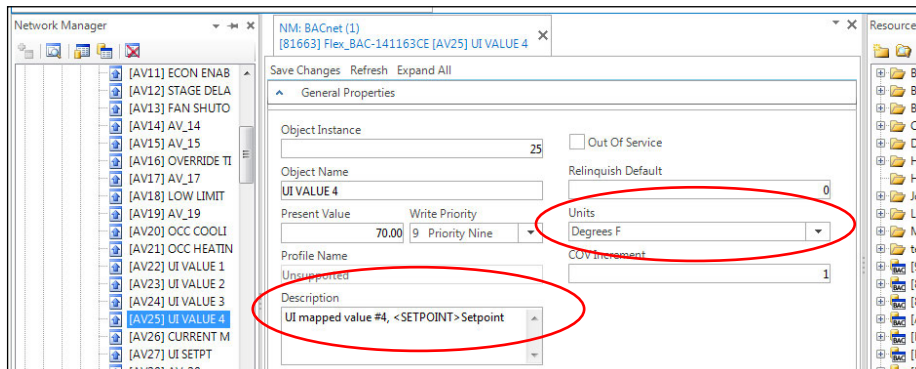 Network Manager
[AV11] ECON ENAB
[AV12] STAGE DELA
[AV13] FAN SHUTO
[AV14] AV_14
[AV15] AV_15
[AV16] OVERRIDE TI
[AV17] AV_17
[AV18] LOW LIMIT
[AV19] AV_19
[AV20] OCC COOLI
[AV21] OCC HEATIN
[AV22] UI VALUE 1
[AV23] UI VALUE 2
[AV24] UI VALUE 3
[AV25] UI VALUE 4
[AV26] CURRENT M
[AV27] UI SETPT
NM: BACnet (1)
[81663] Flex_BAC-141163CE [AV25] UI VALUE 4
Save Changes Refresh Expand All
General Properties
Object Instance
25
Out Of Service
Object Name
UI VALUE 4
Relinquish Default
0
Present Value Write Priority
70.00 9 Priority Nine
Units
Degrees F
Profile Name
Unsupported
COV Increment
1
Description
UI mapped value #4, <SETPOINT>Setpoint
Resource